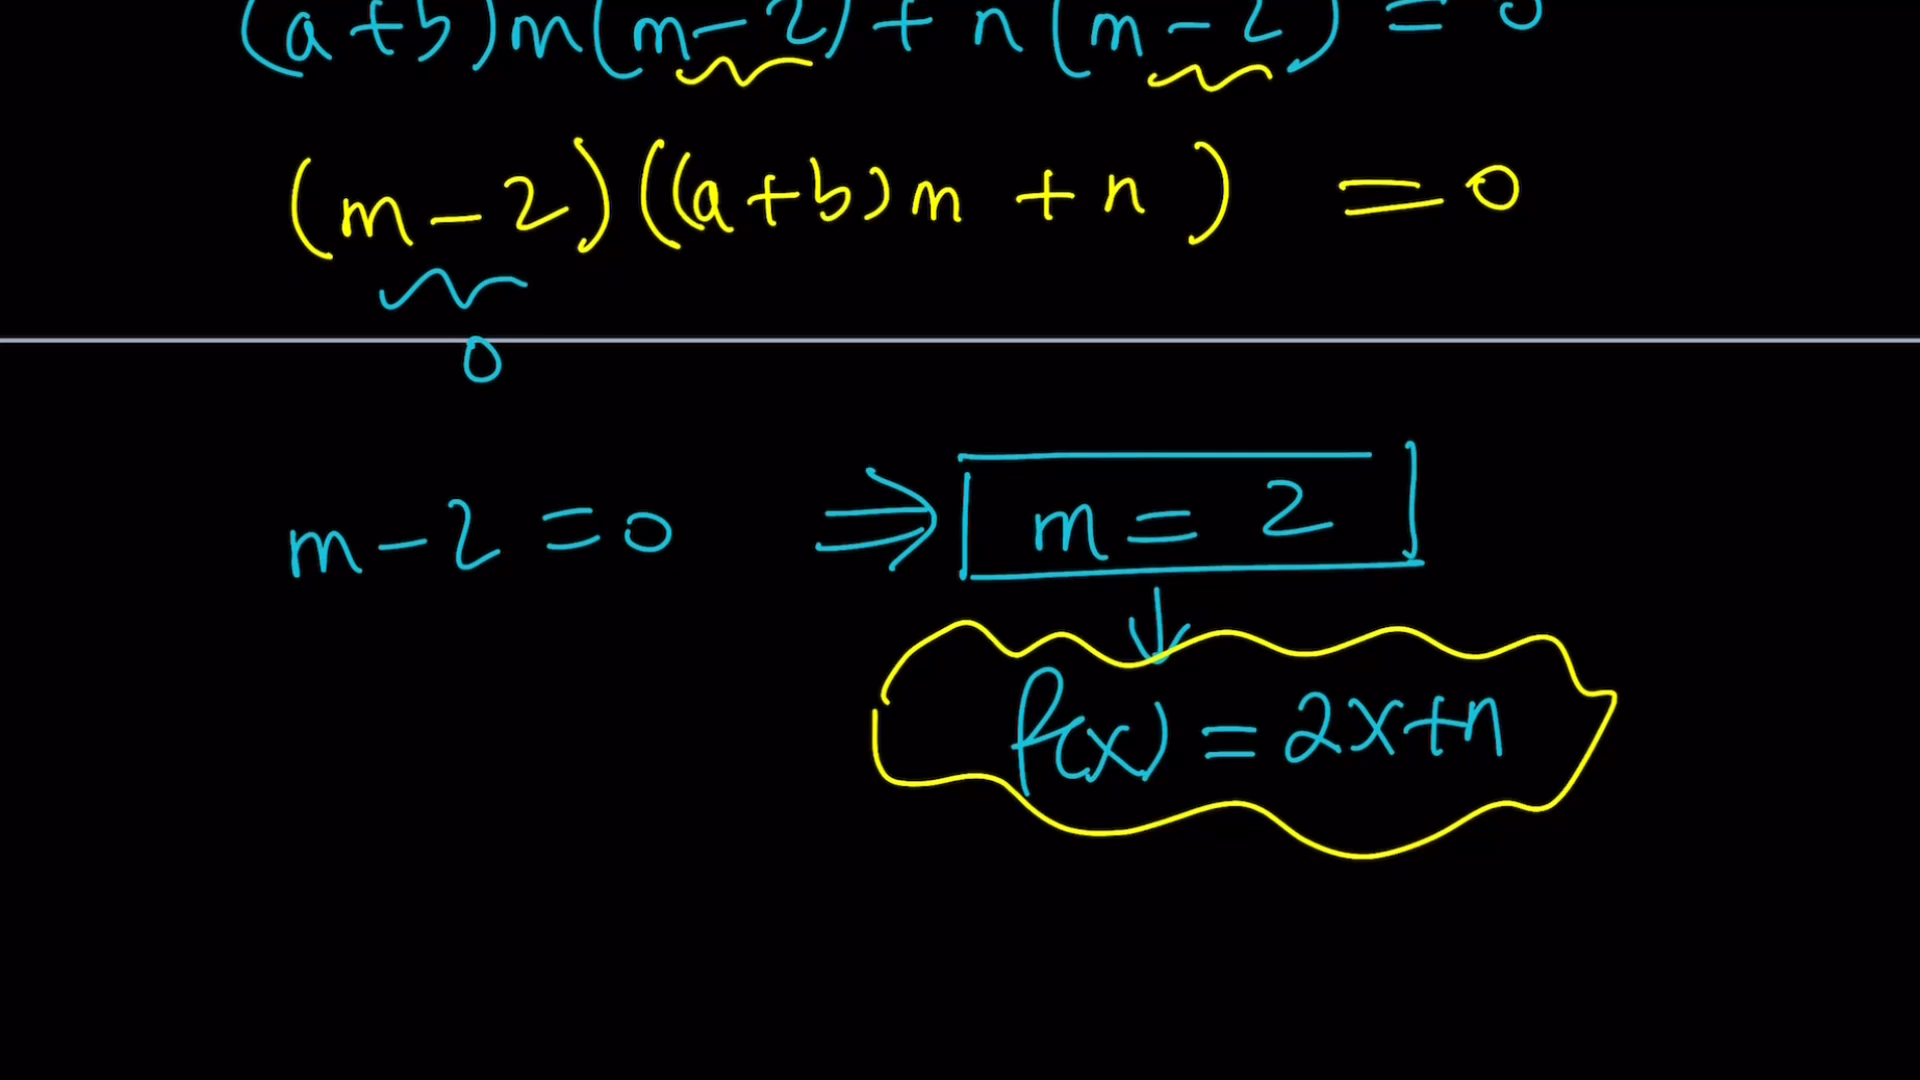 (a+b)m(m-2)+n(m-2)=0
(m-2)((a+b)m+n)=0
0
m-2=0 ⇒ m=2
↓
f(x)=2x+n